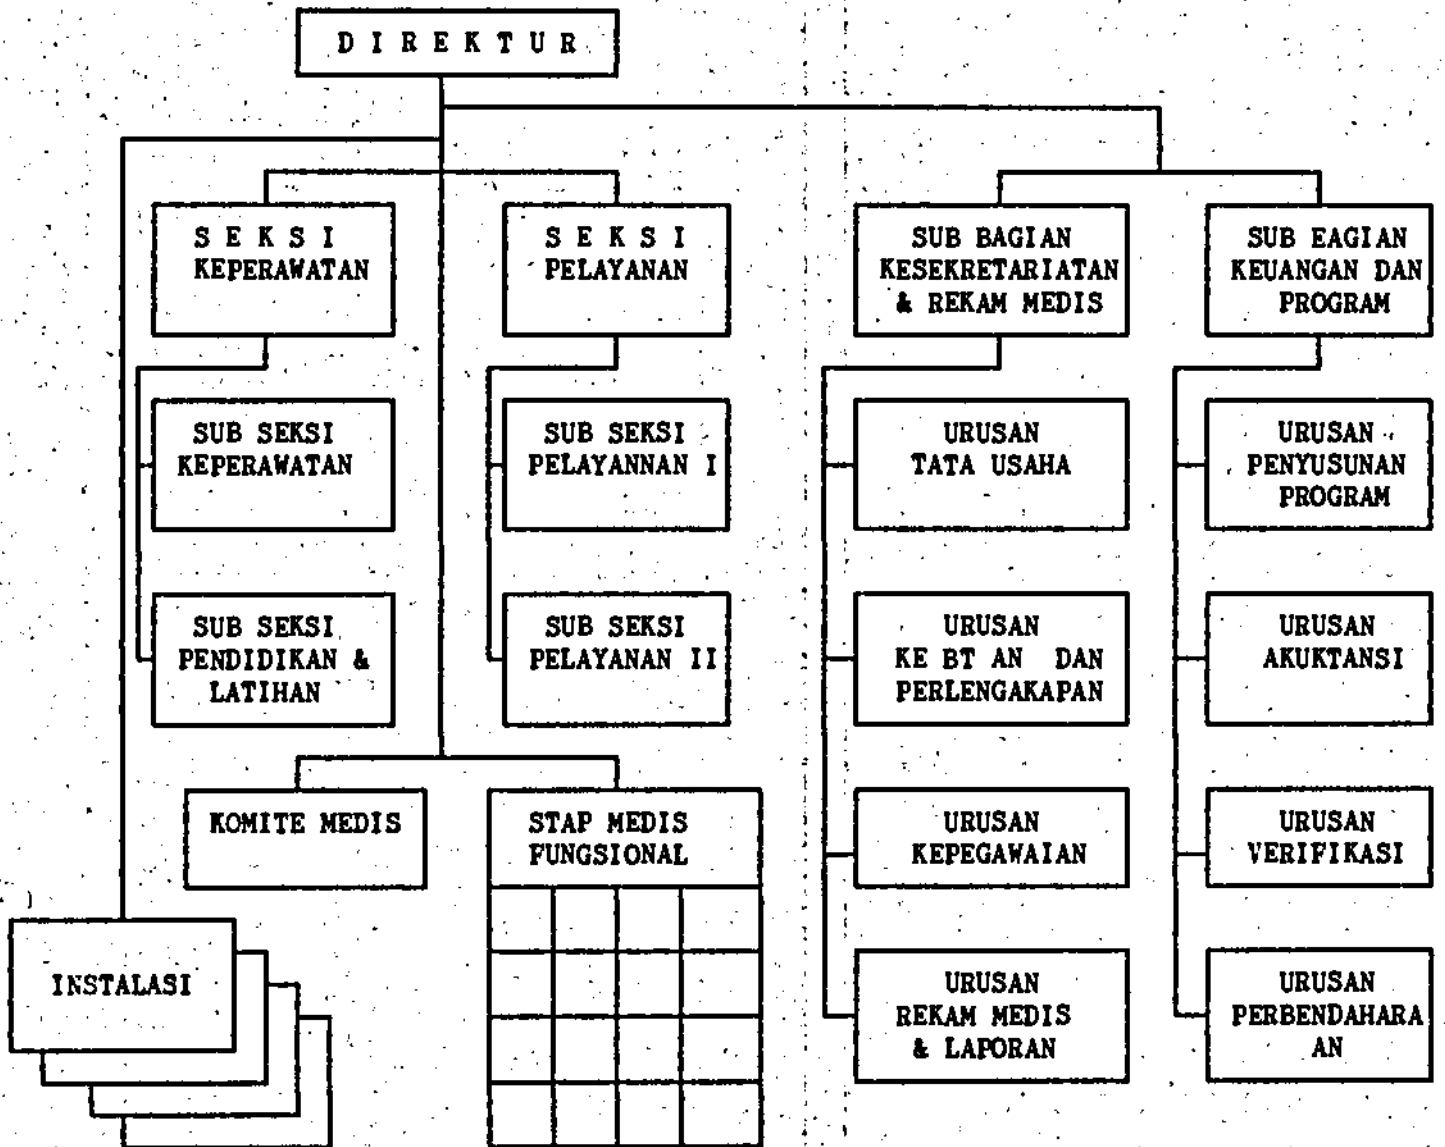 D I R E K T U R
S E K S I
KEPERAWATAN
S E K S I
PELAYANAN
SUB BAGIAN
KESEKRETARIATAN
& REKAM MEDIS
SUB EAGIAN
KEUANGAN DAN
PROGRAM
SUB SEKSI
KEPERAWATAN
SUB SEKSI
PELAYANNAN I
URUSAN
TATA USAHA
URUSAN
PENYUSUNAN
PROGRAM
SUB SEKSI
PENDIDIKAN &
LATIHAN
SUB SEKSI
PELAYANAN II
URUSAN
KE BT AN DAN
PERLENGAKAPAN
URUSAN
AKUKTANSI
KOMITE MEDIS
STAP MEDIS
FUNGSIONAL
URUSAN
KEPEGAWAIAN
URUSAN
VERIFIKASI
INSTALASI
URUSAN
REKAM MEDIS
& LAPORAN
URUSAN
PERBENDAHARA
AN